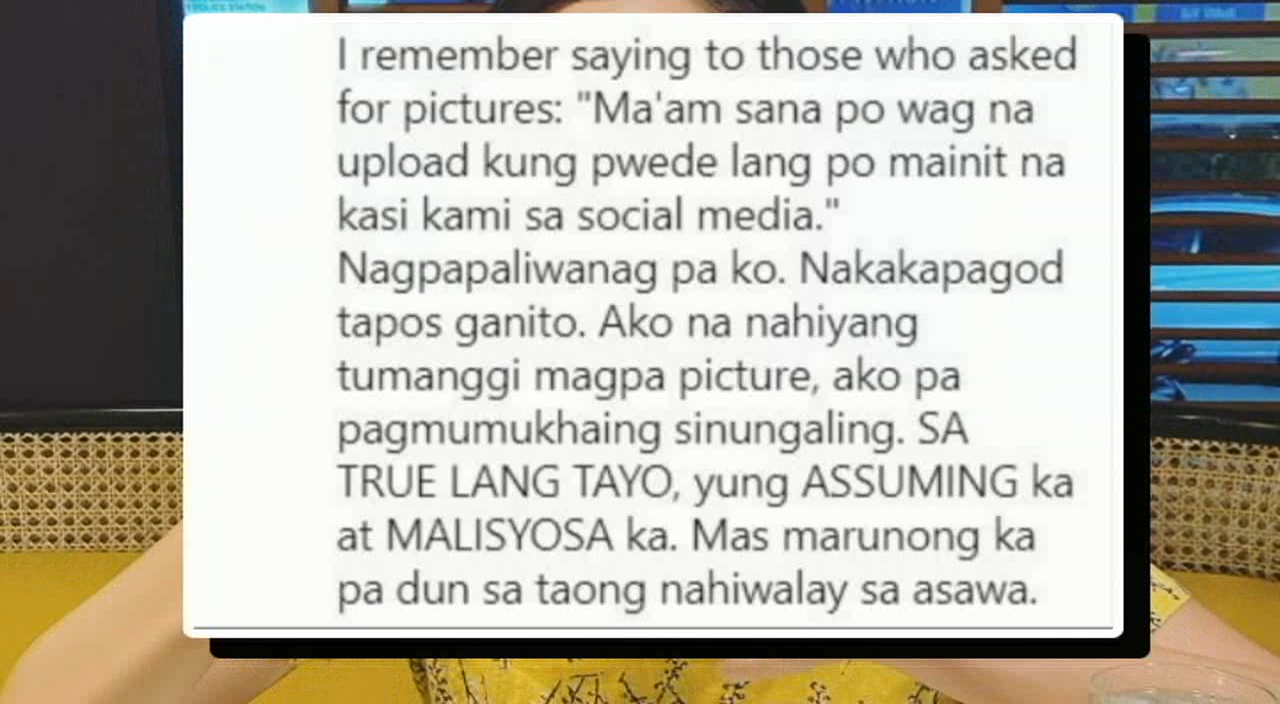 I remember saying to those who asked
for pictures: "Ma'am sana po wag na
upload kung pwede lang po mainit na
kasi kami sa social media."
Nagpapaliwanag pa ko. Nakakapagod
tapos ganito. Ako na nahiyang
tumanggi magpa picture, ako pa
pagmumukhaing sinungaling. SA
TRUE LANG TAYO, yung ASSUMING ka
at MALISYOSA ka. Mas marunong ka
pa dun sa taong nahiwalay sa asawa.